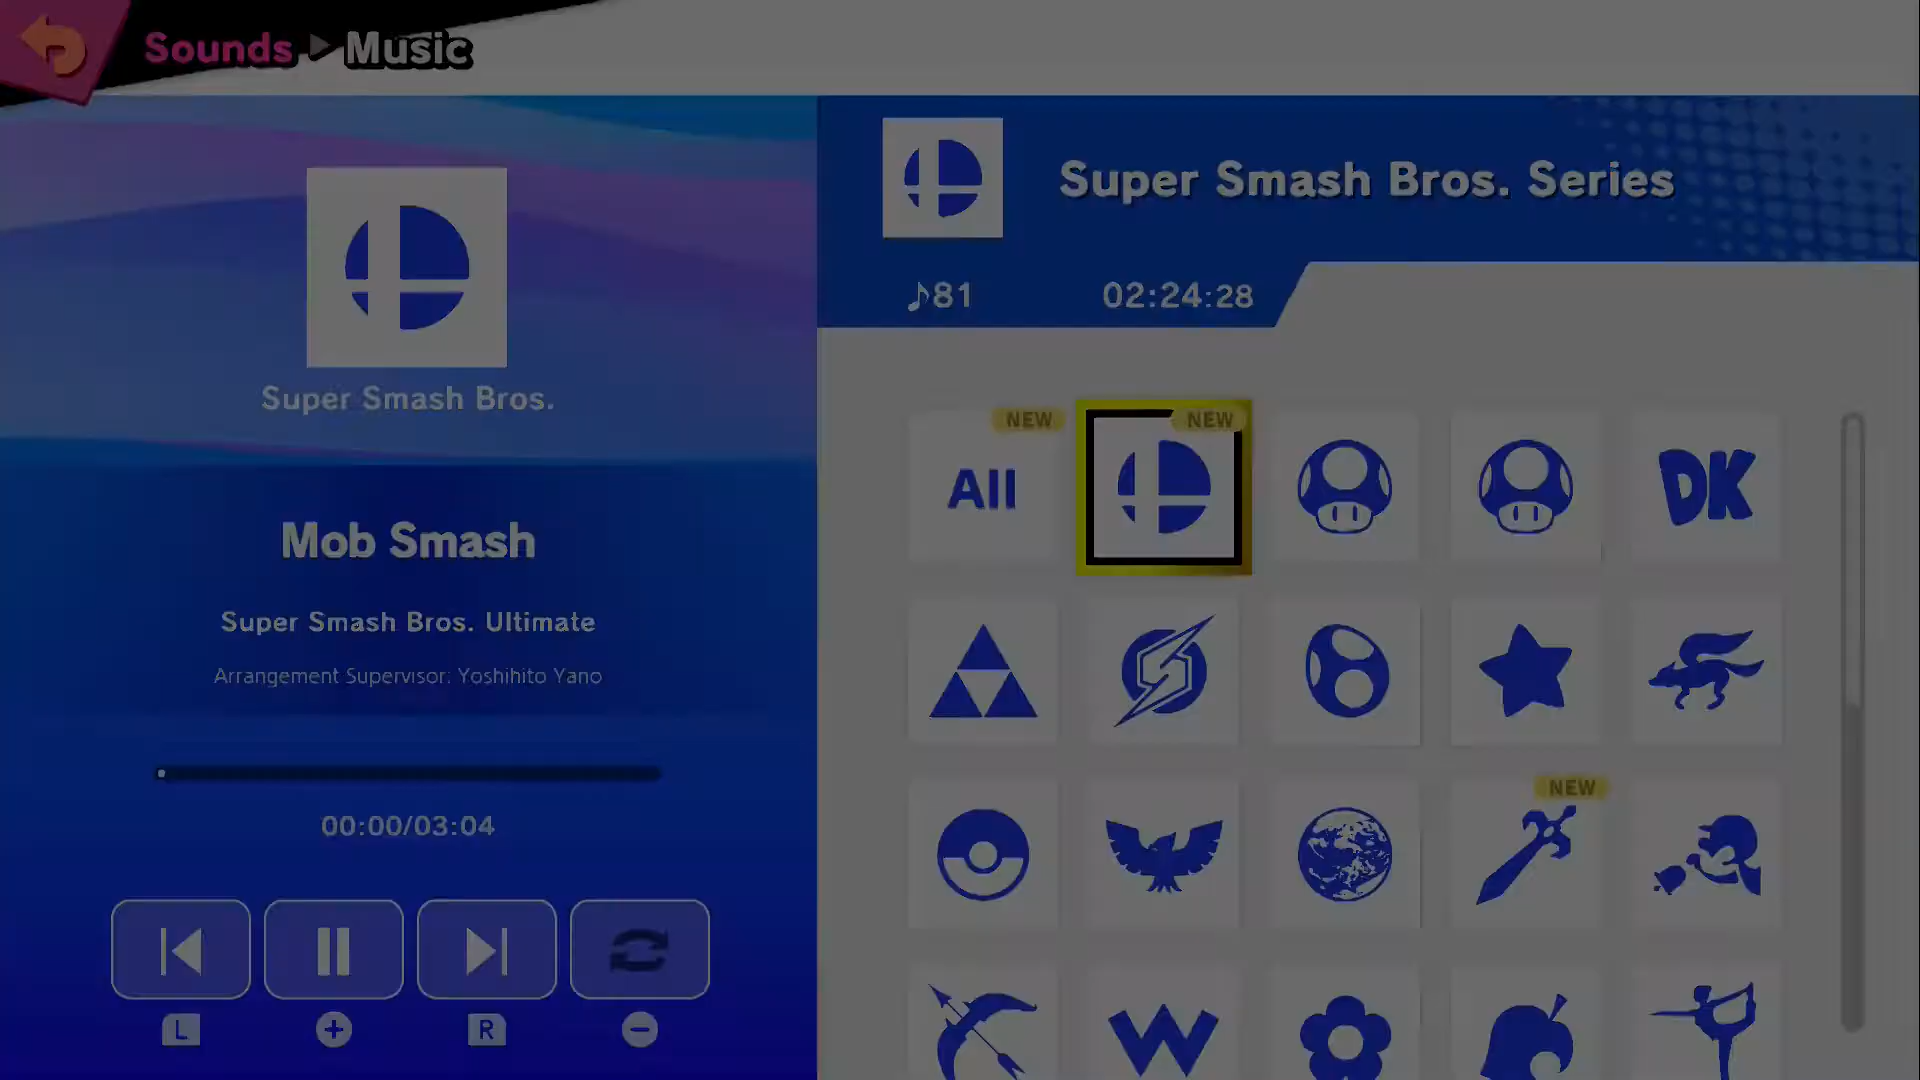 Sounds ▶ Music
Super Smash Bros.
Mob Smash
Super Smash Bros. Ultimate
Arrangement Supervisor: Yoshihito Yano
00:00/03:04
L + R −
Super Smash Bros. Series
♪81 02:24:28
NEW NEW
All DK
NEW
W